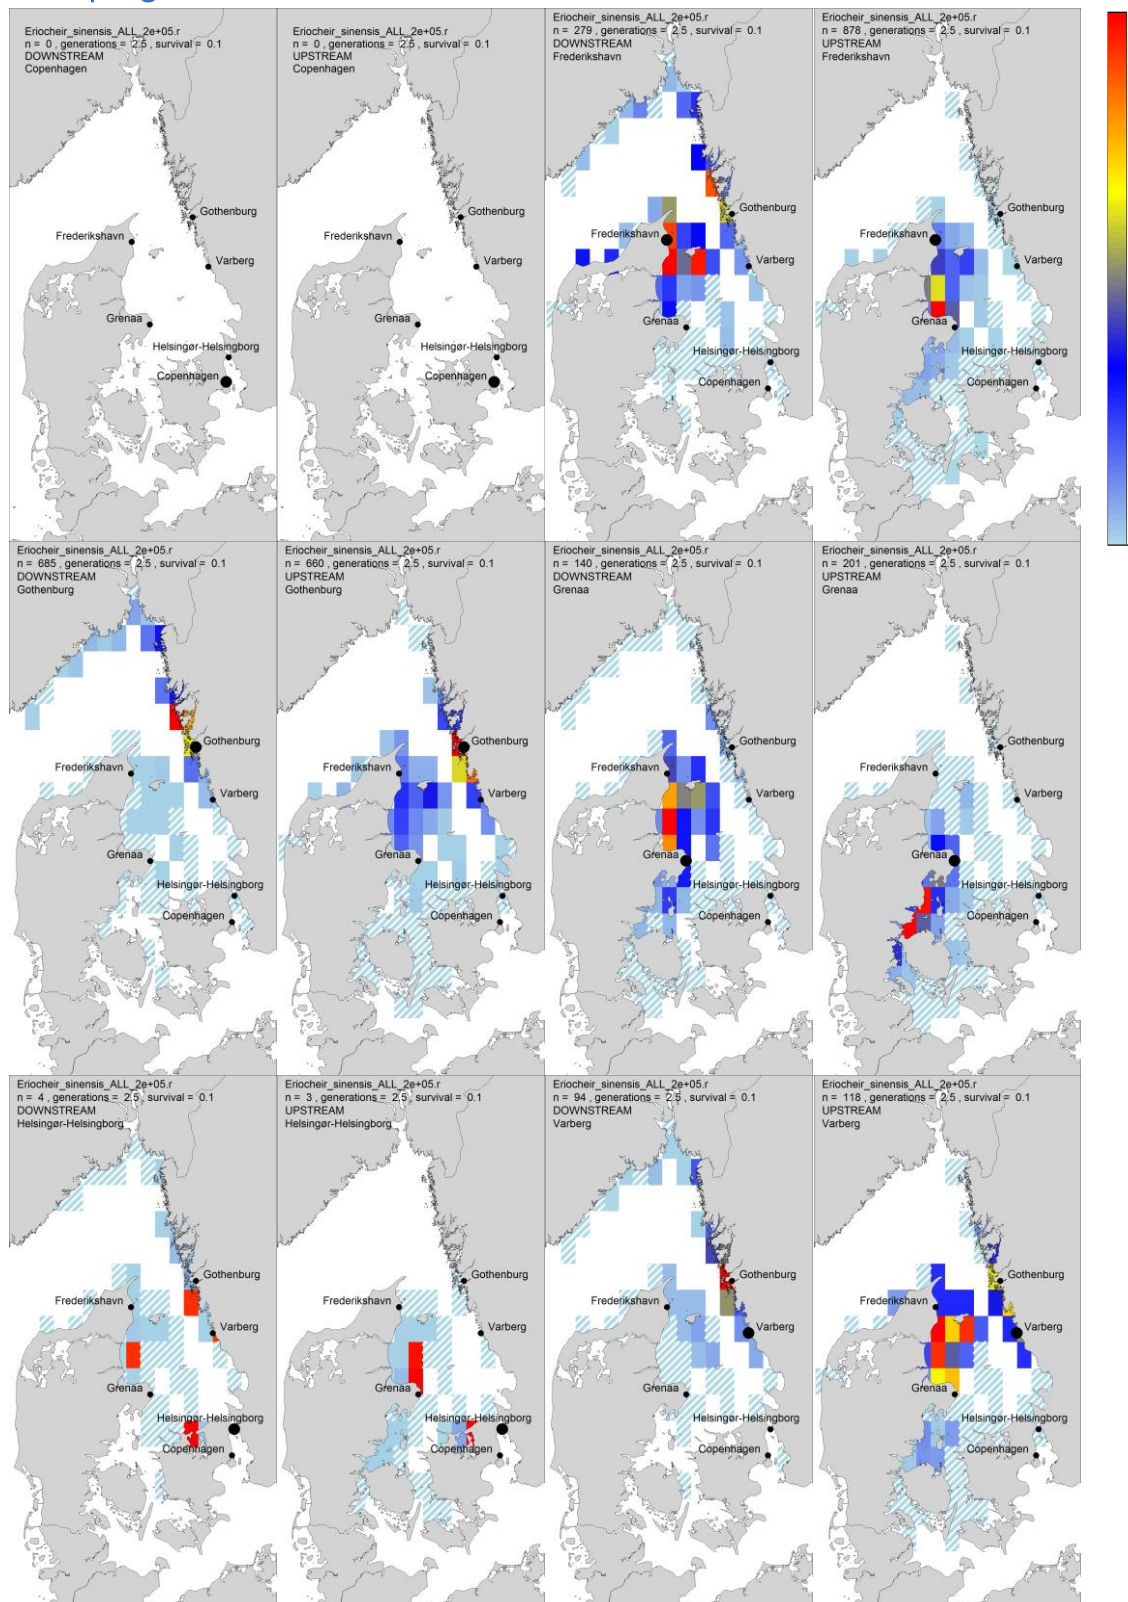 Eriocheir_sinensis_ALL_2e+05.r
n = 0 , generations = 2.5 , survival = 0.1
DOWNSTREAM
Copenhagen
Gothenburg
Frederikshavn
Varberg
Grenaa
Helsingør-Helsingborg
Copenhagen
Eriocheir_sinensis_ALL_2e+05.r
n = 0 , generations = 2.5 , survival = 0.1
UPSTREAM
Copenhagen
Gothenburg
Frederikshavn
Varberg
Grenaa
Helsingør-Helsingborg
Copenhagen
Eriocheir_sinensis_ALL_2e+05.r
n = 279 , generations = 2.5 , survival = 0.1
DOWNSTREAM
Frederikshavn
Gothenburg
Frederikshavn
Varberg
Grenaa
Helsingør-Helsingborg
Copenhagen
Eriocheir_sinensis_ALL_2e+05.r
n = 878 , generations = 2.5 , survival = 0.1
UPSTREAM
Frederikshavn
Gothenburg
Frederikshavn
Varberg
Grenaa
Helsingør-Helsingborg
Copenhagen
Eriocheir_sinensis_ALL_2e+05.r
n = 685 , generations = 2.5 , survival = 0.1
DOWNSTREAM
Gothenburg
Gothenburg
Frederikshavn
Varberg
Grenaa
Helsingør-Helsingborg
Copenhagen
Eriocheir_sinensis_ALL_2e+05.r
n = 660 , generations = 2.5 , survival = 0.1
UPSTREAM
Gothenburg
Gothenburg
Frederikshavn
Varberg
Grenaa
Helsingør-Helsingborg
Copenhagen
Eriocheir_sinensis_ALL_2e+05.r
n = 140 , generations = 2.5 , survival = 0.1
DOWNSTREAM
Grenaa
Gothenburg
Frederikshavn
Varberg
Grenaa
Helsingør-Helsingborg
Copenhagen
Eriocheir_sinensis_ALL_2e+05.r
n = 201 , generations = 2.5 , survival = 0.1
UPSTREAM
Grenaa
Gothenburg
Frederikshavn
Varberg
Grenaa
Helsingør-Helsingborg
Copenhagen
Eriocheir_sinensis_ALL_2e+05.r
n = 4 , generations = 2.5 , survival = 0.1
DOWNSTREAM
Helsingør-Helsingborg
Gothenburg
Frederikshavn
Varberg
Grenaa
Helsingør-Helsingborg
Copenhagen
Eriocheir_sinensis_ALL_2e+05.r
n = 3 , generations = 2.5 , survival = 0.1
UPSTREAM
Helsingør-Helsingborg
Gothenburg
Frederikshavn
Varberg
Grenaa
Helsingør-Helsingborg
Copenhagen
Eriocheir_sinensis_ALL_2e+05.r
n = 94 , generations = 2.5 , survival = 0.1
DOWNSTREAM
Varberg
Gothenburg
Frederikshavn
Varberg
Grenaa
Helsingør-Helsingborg
Copenhagen
Eriocheir_sinensis_ALL_2e+05.r
n = 118 , generations = 2.5 , survival = 0.1
UPSTREAM
Varberg
Gothenburg
Frederikshavn
Varberg
Grenaa
Helsingør-Helsingborg
Copenhagen